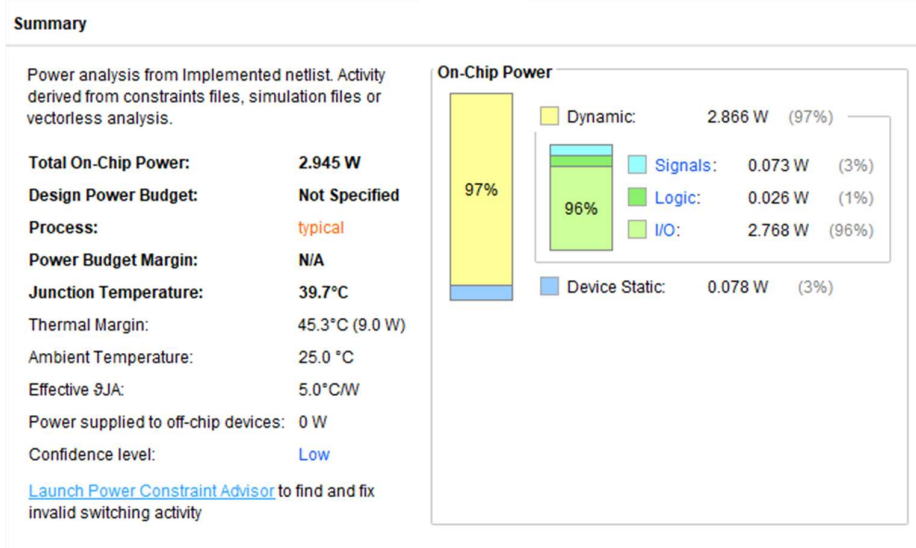 Summary
Power analysis from Implemented netlist. Activity
derived from constraints files, simulation files or
vectorless analysis.
Total On-Chip Power: 2.945 W
Design Power Budget: Not Specified
Process: typical
Power Budget Margin: N/A
Junction Temperature: 39.7°C
Thermal Margin: 45.3°C (9.0 W)
Ambient Temperature: 25.0 °C
Effective ϑJA: 5.0°C/W
Power supplied to off-chip devices: 0 W
Confidence level: Low
Launch Power Constraint Advisor to find and fix
invalid switching activity
On-Chip Power
97%
Dynamic: 2.866 W (97%)
96%
Signals: 0.073 W (3%)
Logic: 0.026 W (1%)
I/O: 2.768 W (96%)
Device Static: 0.078 W (3%)